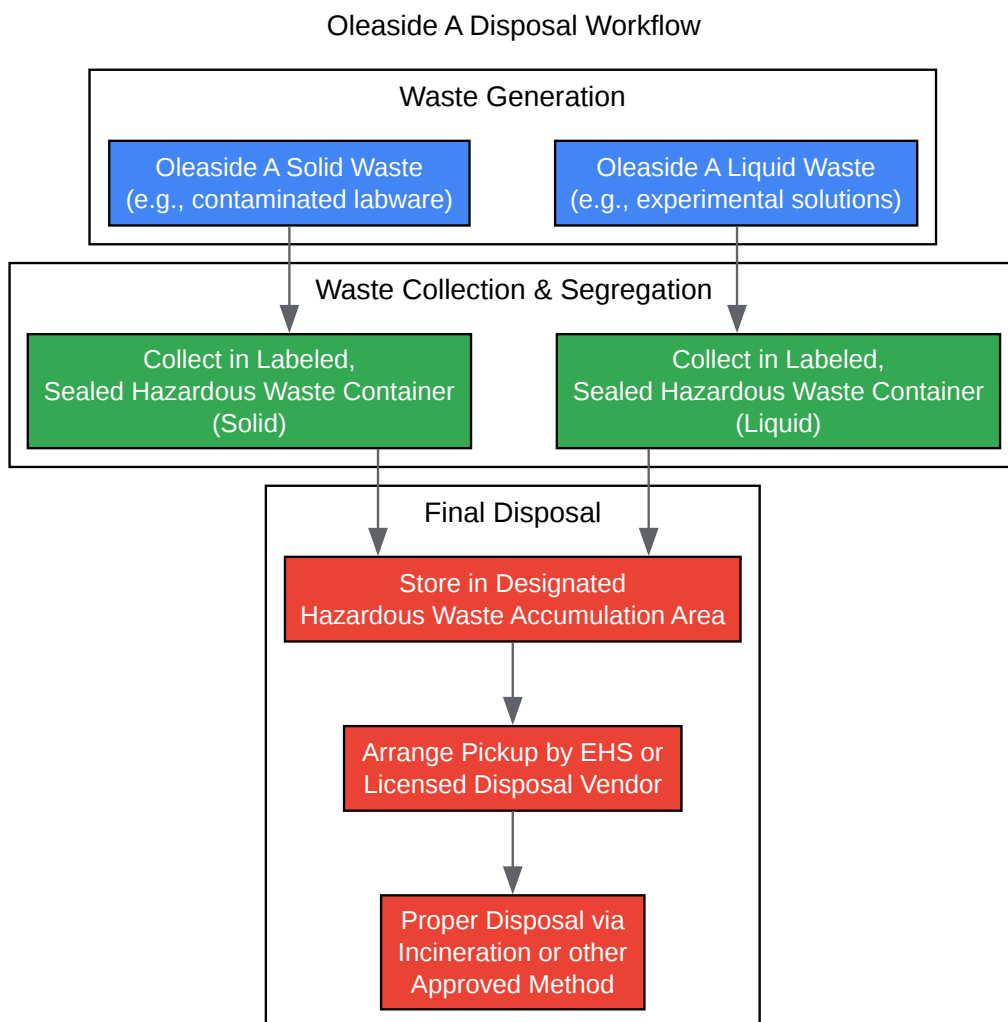 Oleaside A Disposal Workflow
Waste Generation
Oleaside A Solid Waste
(e.g., contaminated labware)
Oleaside A Liquid Waste
(e.g., experimental solutions)
Waste Collection & Segregation
Collect in Labeled,
Sealed Hazardous Waste Container
(Solid)
Collect in Labeled,
Sealed Hazardous Waste Container
(Liquid)
Final Disposal
Store in Designated
Hazardous Waste Accumulation Area
Arrange Pickup by EHS or
Licensed Disposal Vendor
Proper Disposal via
Incineration or other
Approved Method